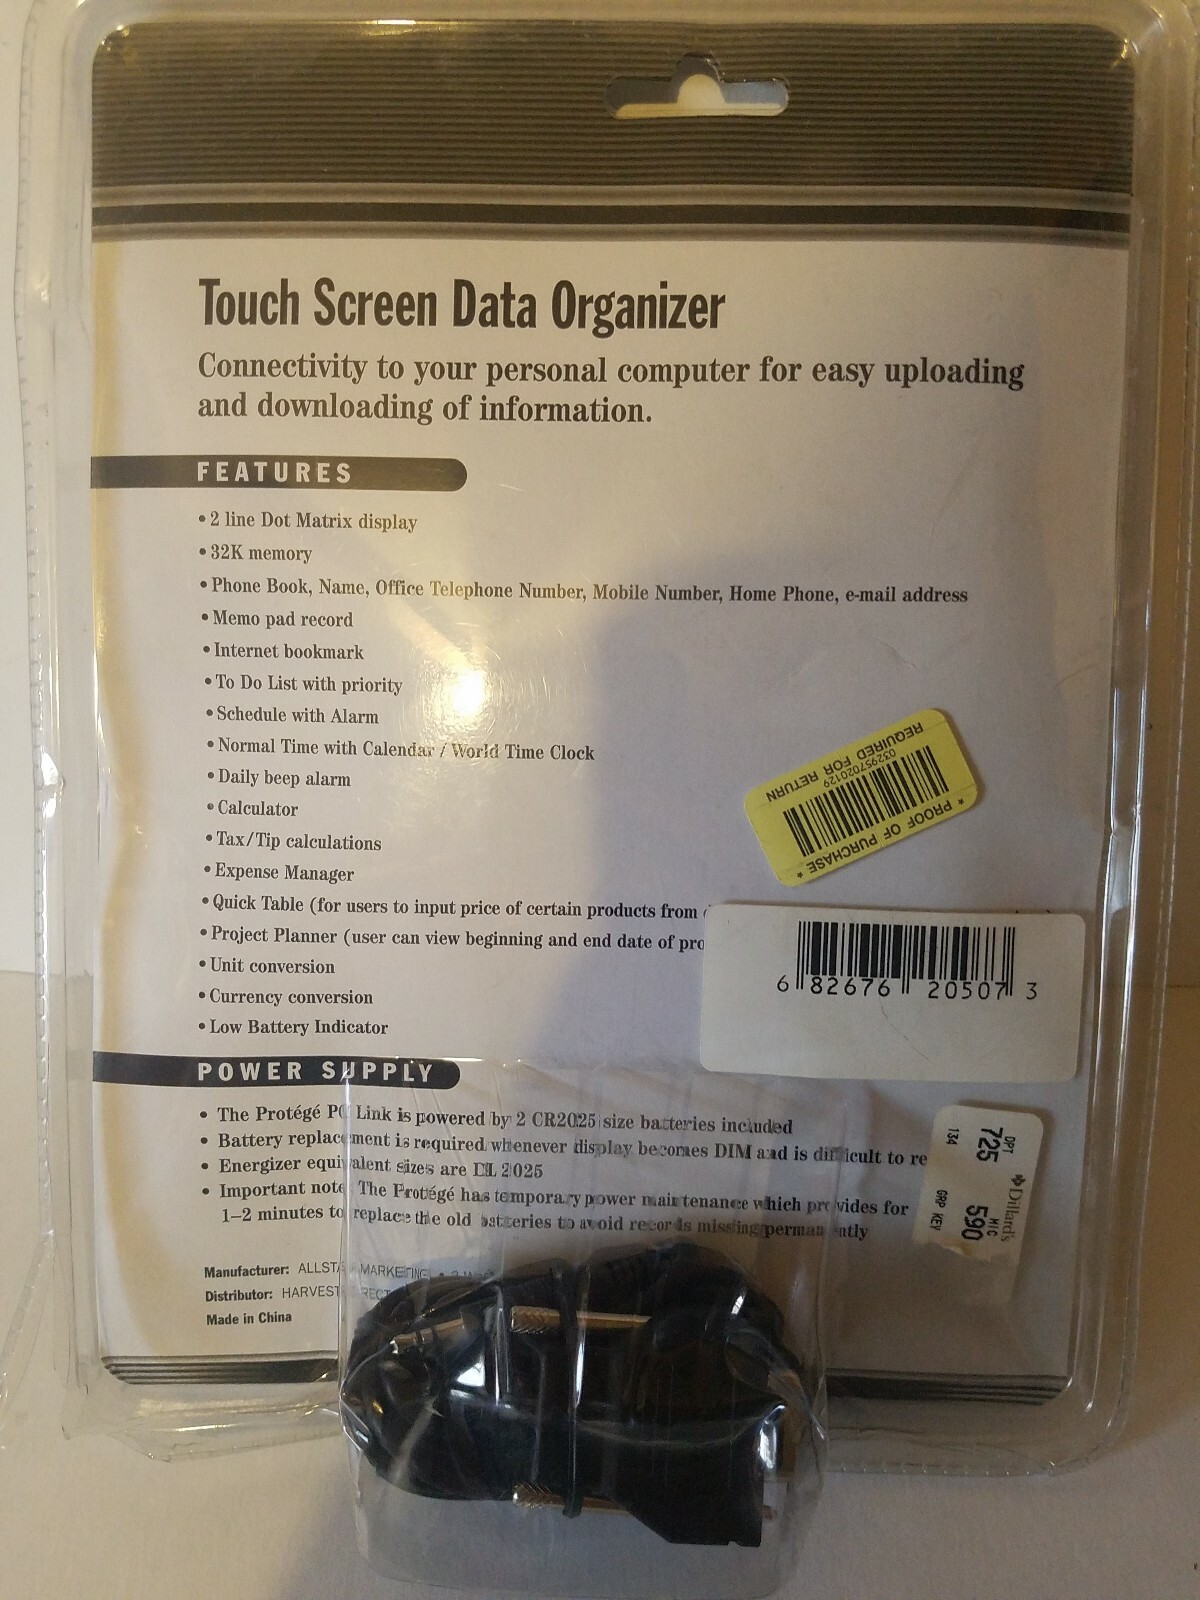 Touch Screen Data Organizer
Connectivity to your personal computer for easy uploading
and downloading of information.
FEATURES
• 2 line Dot Matrix display
• 32K memory
• Phone Book, Name, Office Telephone Number, Mobile Number, Home Phone, e-mail address
• Memo pad record
• Internet bookmark
• To Do List with priority
• Schedule with Alarm
• Normal Time with Calendar / World Time Clock
• Daily beep alarm
• Calculator
• Tax/Tip calculations
• Expense Manager
• Quick Table (for users to input price of certain products from
• Project Planner (user can view beginning and end date of pro
• Unit conversion
• Currency conversion
• Low Battery Indicator
* PROOF OF PURCHASE *
032957020129
REQUIRED FOR RETURN
6 82676 20507 3
POWER SUPPLY
• The Protégé PC Link is powered by 2 CR2025 size batteries included
• Battery replacement is required whenever display becomes DIM and is difficult to re
• Energizer equivalent sizes are DL 2025
• Important note The Protégé has temporary power maintenance which provides for
1–2 minutes to replace the old batteries to avoid records missing permanently
Dillard's
DPT MIC
725 590
134 GRP KEY
Manufacturer: ALLSTA MARKETING
Distributor: HARVEST
Made in China